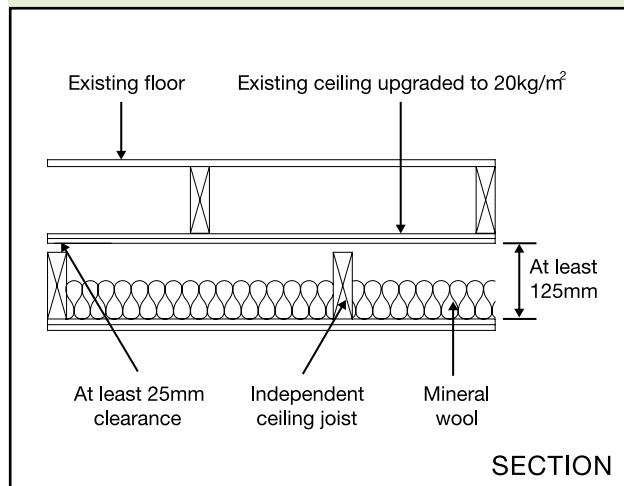 Existing floor
Existing ceiling upgraded to 20kg/m²
At least
125mm
At least 25mm
clearance
Independent
ceiling joist
Mineral
wool
SECTION